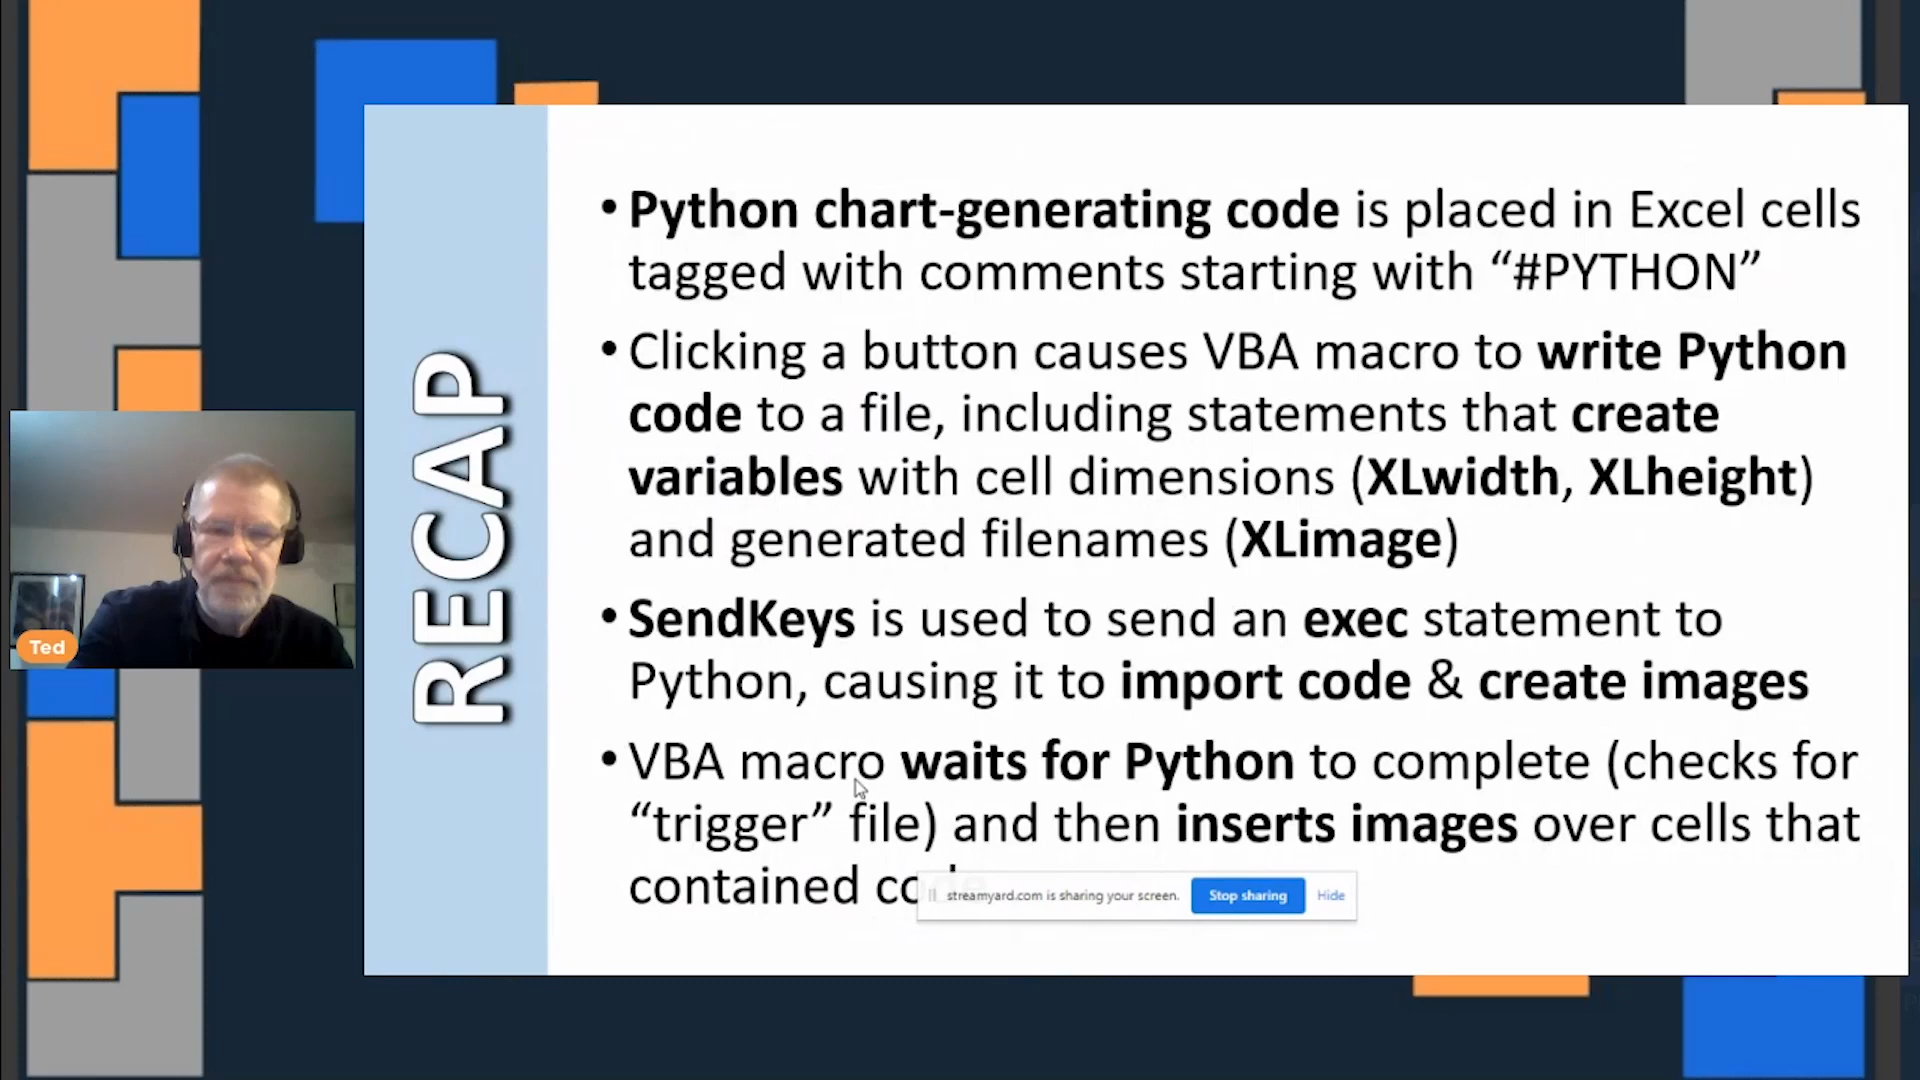 RECAP
• Python chart-generating code is placed in Excel cells
tagged with comments starting with “#PYTHON”
• Clicking a button causes VBA macro to write Python
code to a file, including statements that create
variables with cell dimensions (XLwidth, XLheight)
and generated filenames (XLimage)
• SendKeys is used to send an exec statement to
Python, causing it to import code & create images
• VBA macro waits for Python to complete (checks for
“trigger” file) and then inserts images over cells that
contained code
streamyard.com is sharing your screen. Stop sharing Hide
Ted